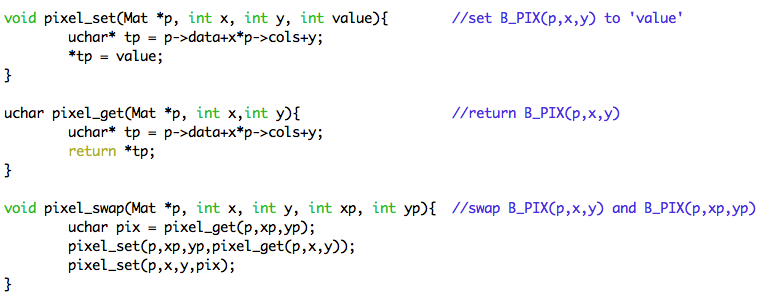 void pixel_set(Mat *p, int x, int y, int value){ //set B_PIX(p,x,y) to 'value'
uchar* tp = p->data+x*p->cols+y;
*tp = value;
}
uchar pixel_get(Mat *p, int x,int y){ //return B_PIX(p,x,y)
uchar* tp = p->data+x*p->cols+y;
return *tp;
}
void pixel_swap(Mat *p, int x, int y, int xp, int yp){ //swap B_PIX(p,x,y) and B_PIX(p,xp,yp)
uchar pix = pixel_get(p,xp,yp);
pixel_set(p,xp,yp,pixel_get(p,x,y));
pixel_set(p,x,y,pix);
}